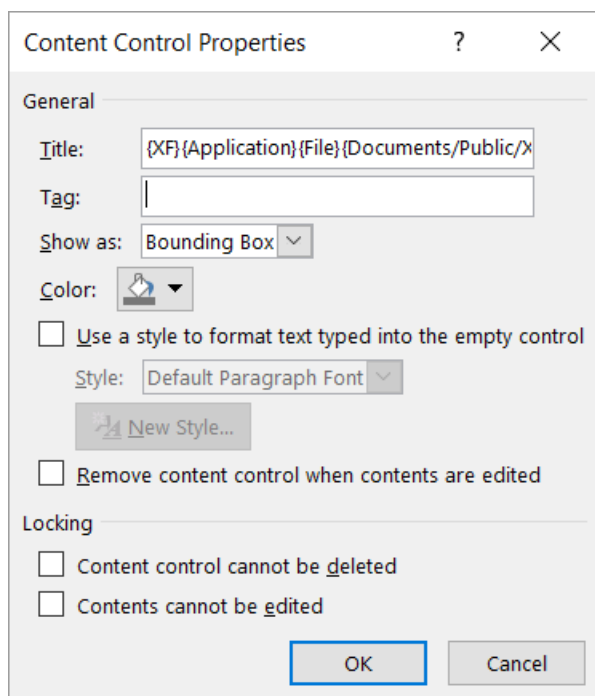 Content Control Properties ?
General
Title: {XF}{Application}{File}{Documents/Public/X
Tag:
Show as: Bounding Box
Color:
Use a style to format text typed into the empty control
Style: Default Paragraph Font
New Style...
Remove content control when contents are edited
Locking
Content control cannot be deleted
Contents cannot be edited
OK Cancel